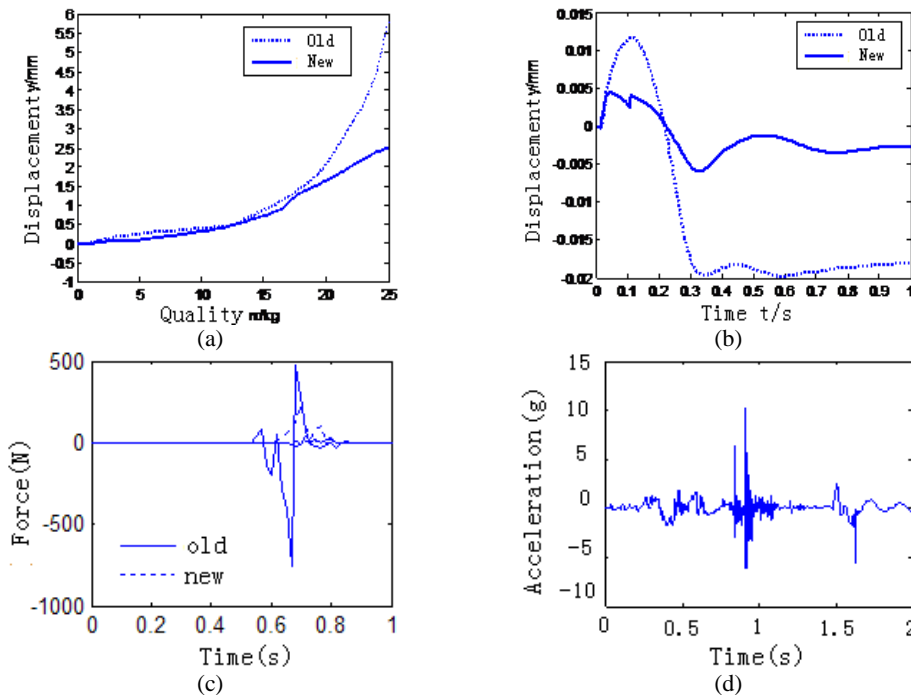 6
5.5
5
4.5
4
3.5
3
2.5
2
1.5
1
0.5
0
-0.5
-1
Displacement y/mm
Old
New
0 5 10 15 20 25
Quality m/kg
(a)
0.015
0.01
0.005
0
-0.005
-0.01
-0.015
-0.02
Displacement y/mm
Old
New
0 0.1 0.2 0.3 0.4 0.5 0.6 0.7 0.8 0.9 1
Time t/s
(b)
500
0
-500
-1000
Force(N)
old
new
0 0.2 0.4 0.6 0.8 1
Time(s)
(c)
15
10
5
0
-5
-10
Acceleration(g)
0 0.5 1 1.5 2
Time(s)
(d)